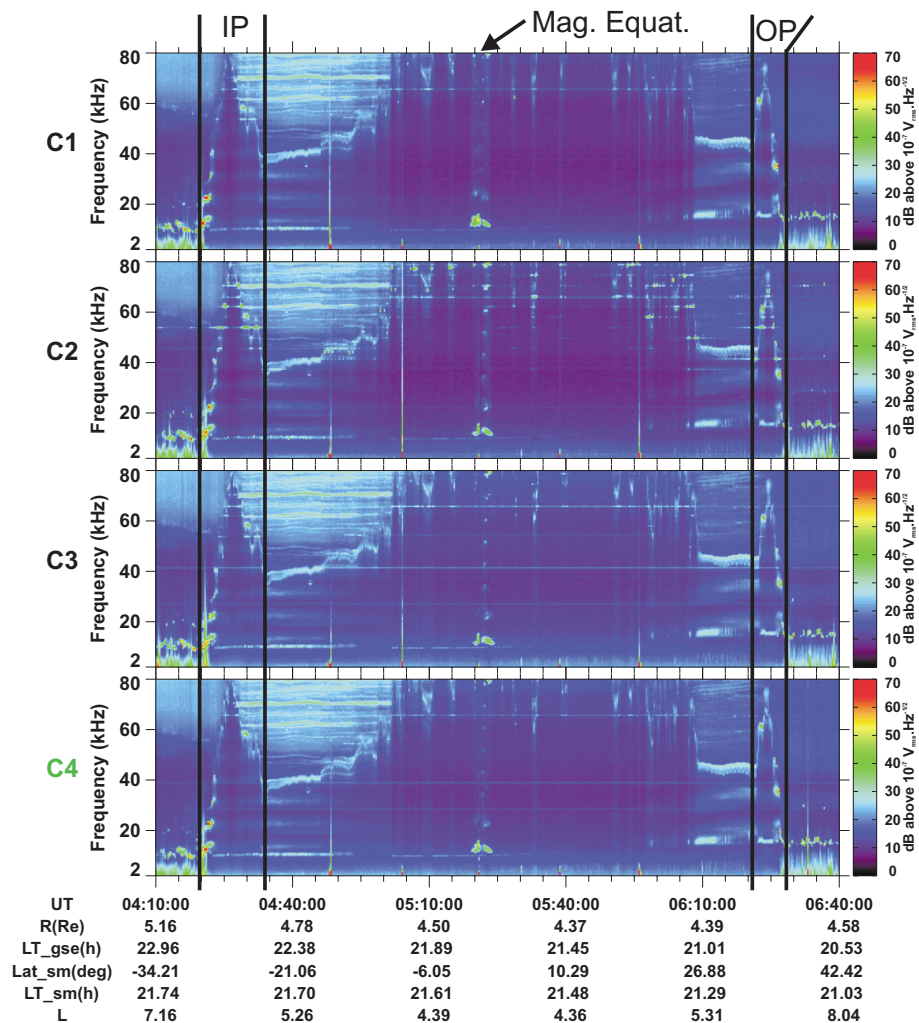 IP Mag. Equat. OP
C1
Frequency (kHz)
80
60
40
20
2
70
60
50
40
30
20
10
0
dB above 10⁻⁷ Vrms.Hz⁻¹/²
C2
Frequency (kHz)
80
60
40
20
2
70
60
50
40
30
20
10
0
dB above 10⁻⁷ Vrms.Hz⁻¹/²
C3
Frequency (kHz)
80
60
40
20
2
70
60
50
40
30
20
10
0
dB above 10⁻⁷ Vrms.Hz⁻¹/²
C4
Frequency (kHz)
80
60
40
20
2
70
60
50
40
30
20
10
0
dB above 10⁻⁷ Vrms.Hz⁻¹/²
UT 04:10:00 04:40:00 05:10:00 05:40:00 06:10:00 06:40:00
R(Re) 5.16 4.78 4.50 4.37 4.39 4.58
LT_gse(h) 22.96 22.38 21.89 21.45 21.01 20.53
Lat_sm(deg) -34.21 -21.06 -6.05 10.29 26.88 42.42
LT_sm(h) 21.74 21.70 21.61 21.48 21.29 21.03
L 7.16 5.26 4.39 4.36 5.31 8.04